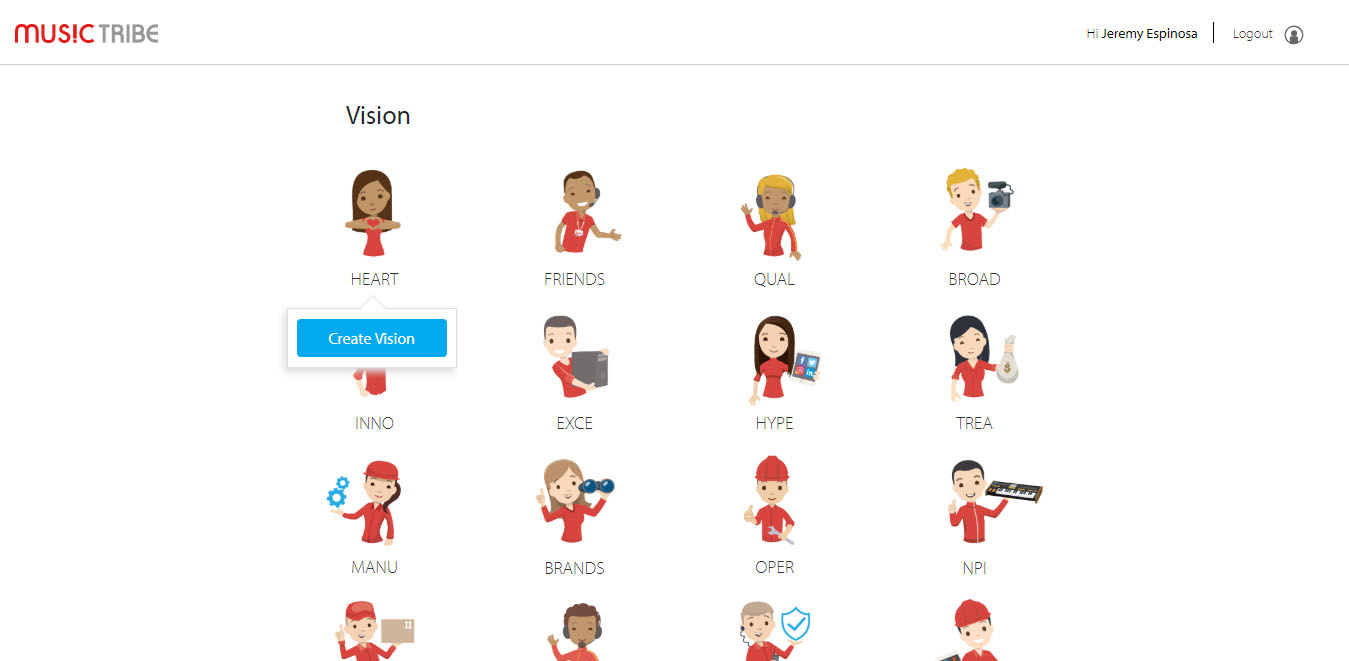 MUSIC TRIBE
Hi Jeremy Espinosa
Logout
Vision
HEART
FRIENDS
QUAL
BROAD
Create Vision
INNO
EXCE
HYPE
TREA
MANU
BRANDS
OPER
NPI